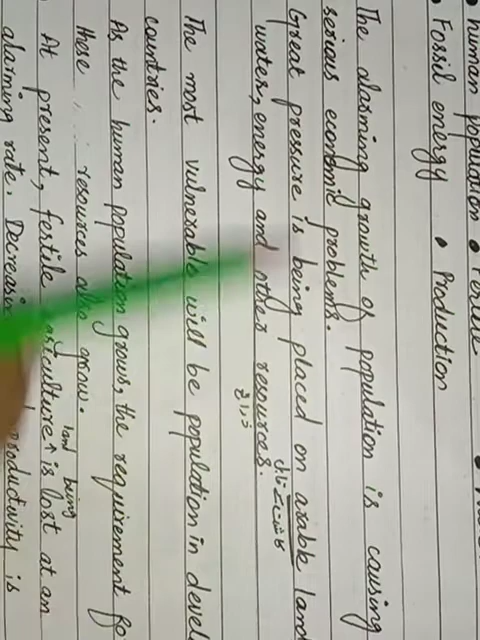 • human population • Fertile
• Fossil energy • Production
The alarming growth of population is causing
serious economic problems.
Great pressure is being placed on arable land
water, energy and other resources.
The most vulnerable will be population in devel
countries.
As the human population grows, the requirement fo
these resources also grow.
land being
At present, fertile agriculture ↑ is lost at an
alarming rate. Decreasi productivity is